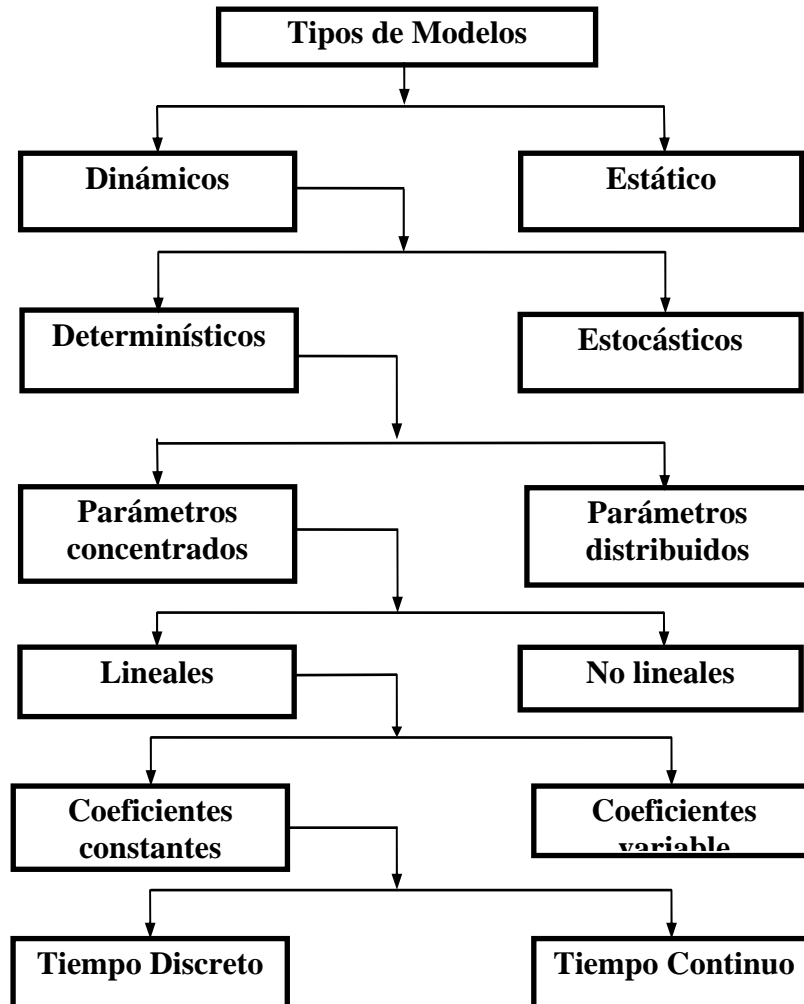 Tipos de Modelos
Dinámicos
Estático
Determinísticos
Estocásticos
Parámetros
concentrados
Parámetros
distribuidos
Lineales
No lineales
Coeficientes
constantes
Coeficientes
variable
Tiempo Discreto
Tiempo Continuo